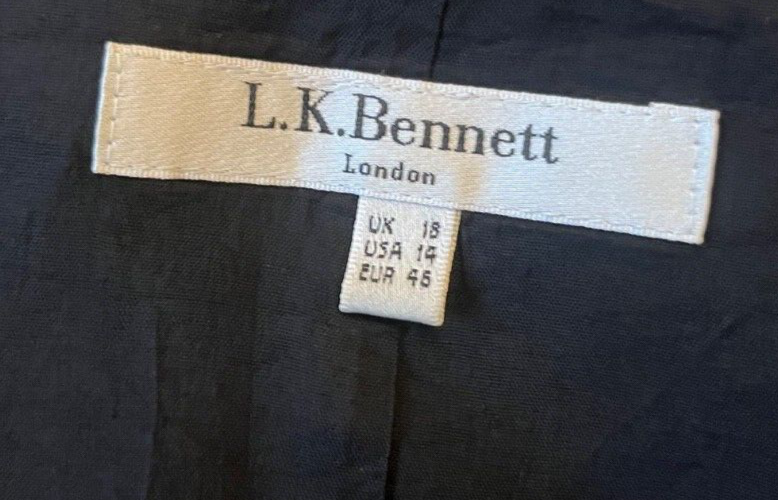 L.K.Bennett
London
UK 18
USA 14
EUR 46